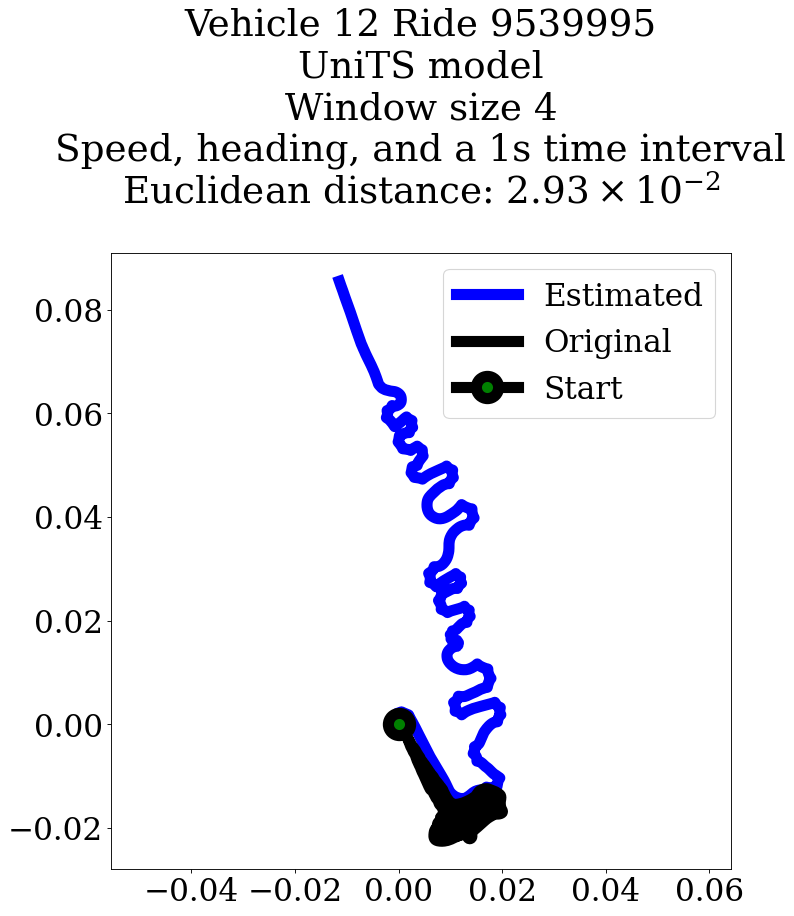 Vehicle 12 Ride 9539995
UniTS model
Window size 4
Speed, heading, and a 1s time interval
Euclidean distance: 2.93 × 10⁻²
Estimated
Original
Start
0.08
0.06
0.04
0.02
0.00
−0.02
−0.04 −0.02 0.00 0.02 0.04 0.06